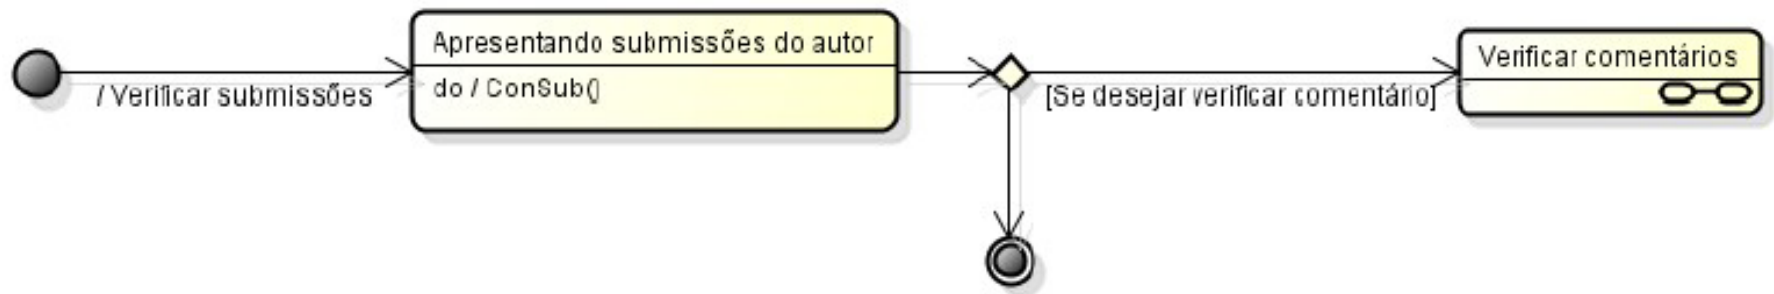 Apresentando submissões do autor
do / ConSub()
/ Verificar submissões
[Se desejar verificar comentário]
Verificar comentários